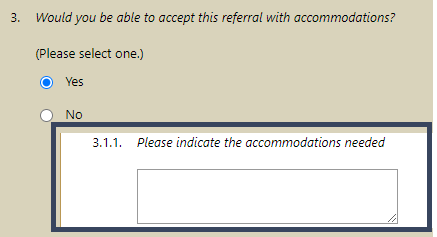 3. Would you be able to accept this referral with accommodations?
(Please select one.)
Yes
No
3.1.1. Please indicate the accommodations needed